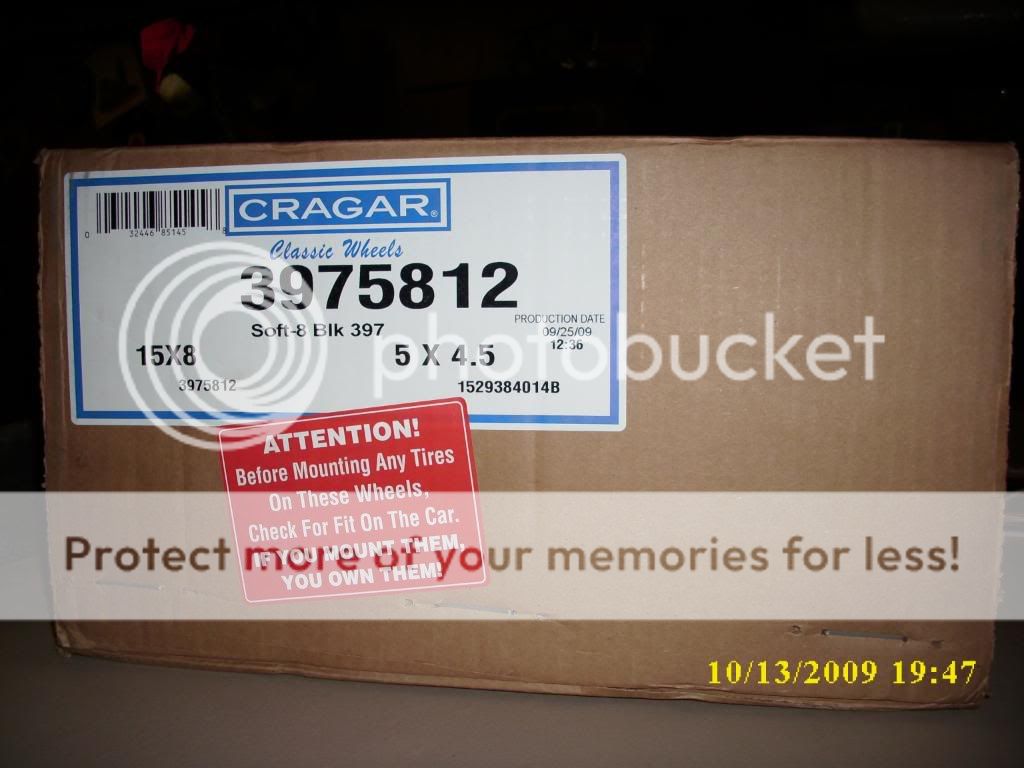 CRAGAR®
0 32446 85145 8
Classic Wheels
3975812
Soft-8 Blk 397
PRODUCTION DATE
09/25/09
12:36
15X8
5 X 4.5
3975812
1529384014B
photobucket
ATTENTION!
Before Mounting Any Tires
On These Wheels,
Check For Fit On The Car.
IF YOU MOUNT THEM,
YOU OWN THEM!
Protect more of your memories for less!
10/13/2009 19:47